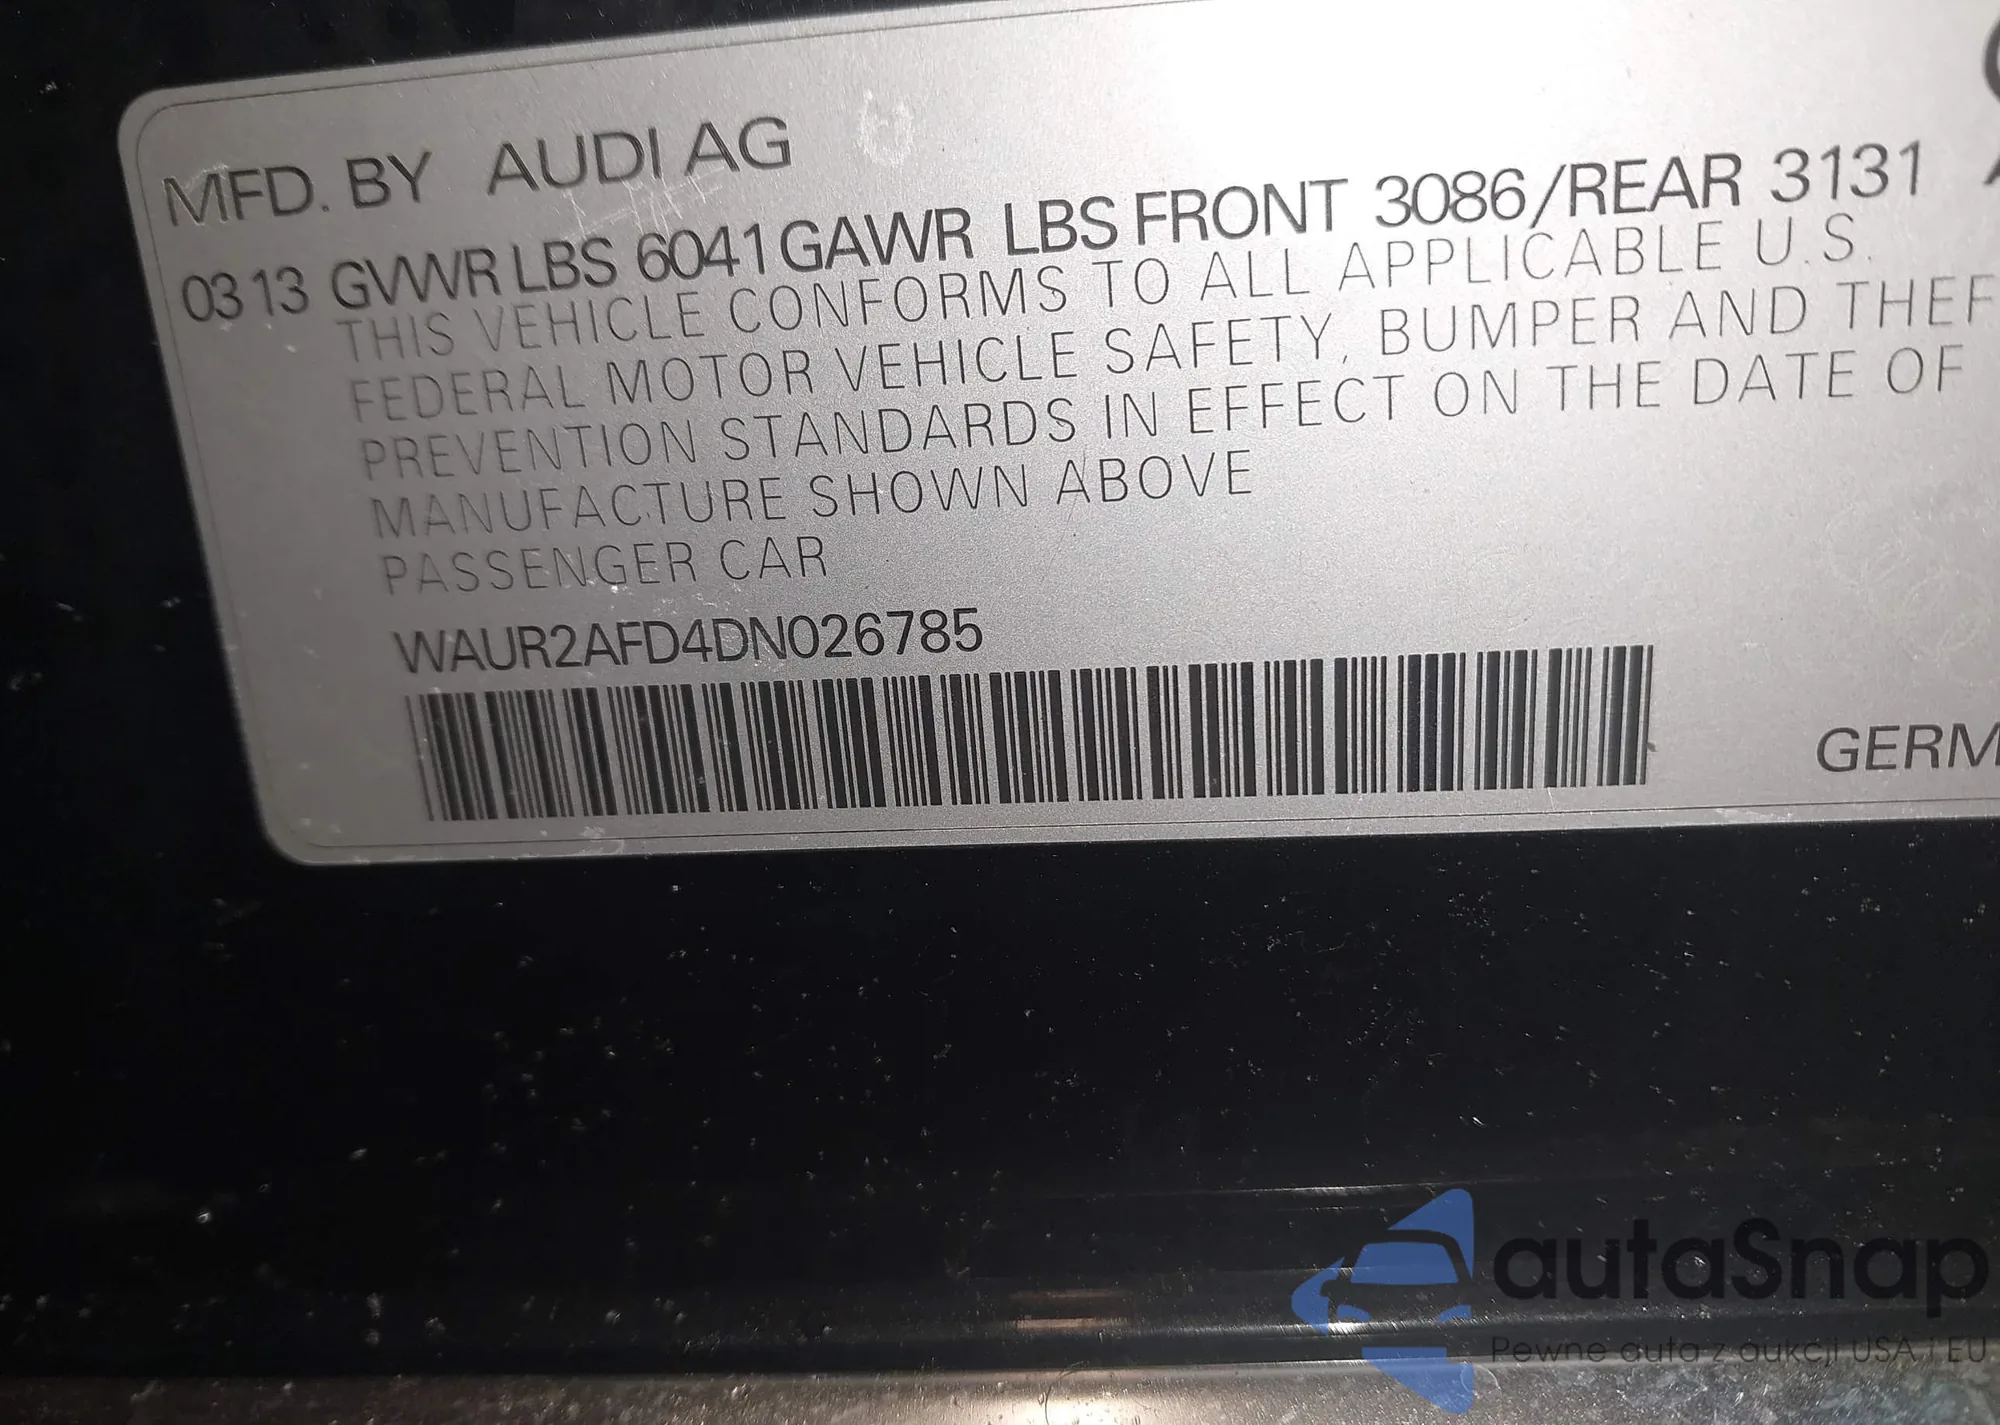 MFD. BY AUDI AG
0313 GVWR LBS 6041 GAWR LBS FRONT 3086/REAR 3131
THIS VEHICLE CONFORMS TO ALL APPLICABLE U.S.
FEDERAL MOTOR VEHICLE SAFETY, BUMPER AND THEF
PREVENTION STANDARDS IN EFFECT ON THE DATE OF
MANUFACTURE SHOWN ABOVE
PASSENGER CAR
WAUR2AFD4DN026785
GERM
autaSnap
Pewne auta z aukcji USA i EU